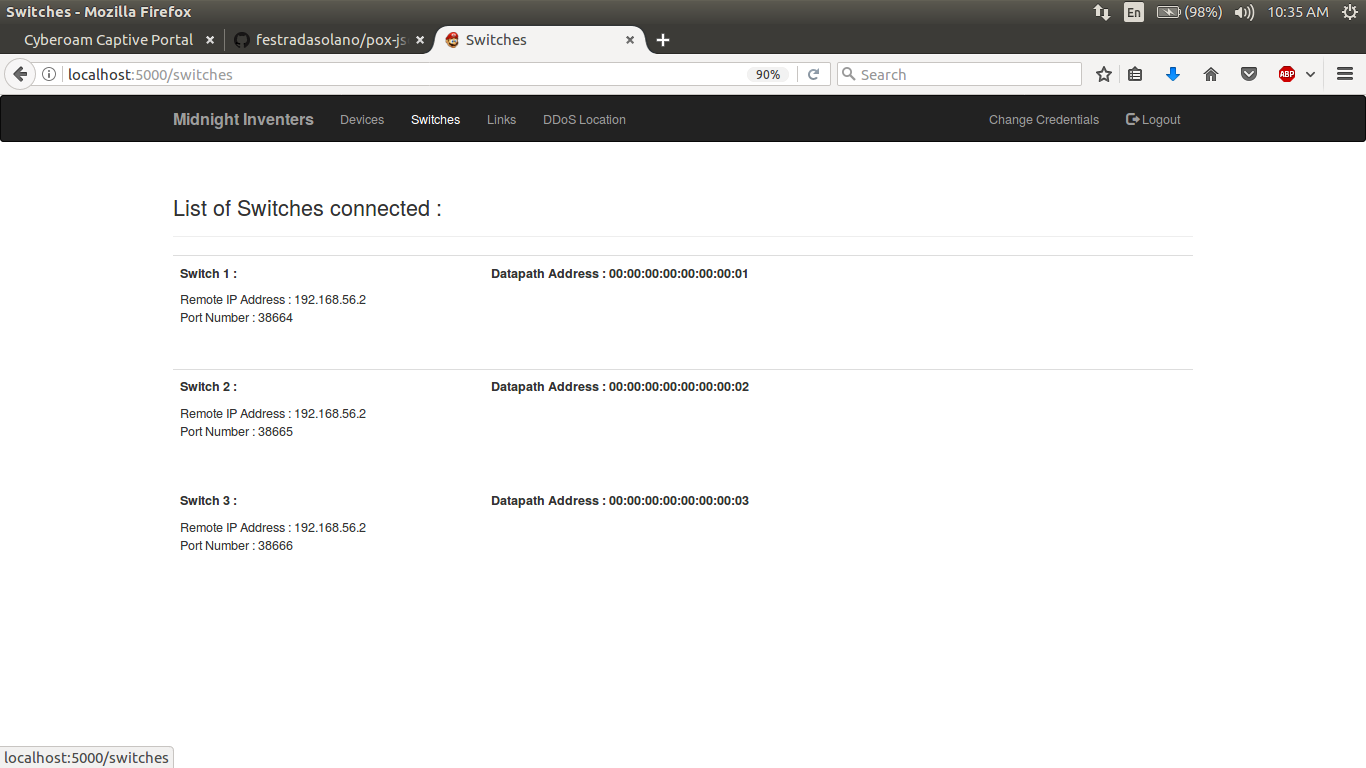 Switches - Mozilla Firefox
En
(98%)
10:35 AM
Cyberoam Captive Portal
festradasolano/pox-js
Switches
localhost:5000/switches
90%
Search
ABP
Midnight Inventers
Devices
Switches
Links
DDoS Location
Change Credentials
Logout
List of Switches connected :
Switch 1 :
Datapath Address : 00:00:00:00:00:00:00:01
Remote IP Address : 192.168.56.2
Port Number : 38664
Switch 2 :
Datapath Address : 00:00:00:00:00:00:00:02
Remote IP Address : 192.168.56.2
Port Number : 38665
Switch 3 :
Datapath Address : 00:00:00:00:00:00:00:03
Remote IP Address : 192.168.56.2
Port Number : 38666
localhost:5000/switches